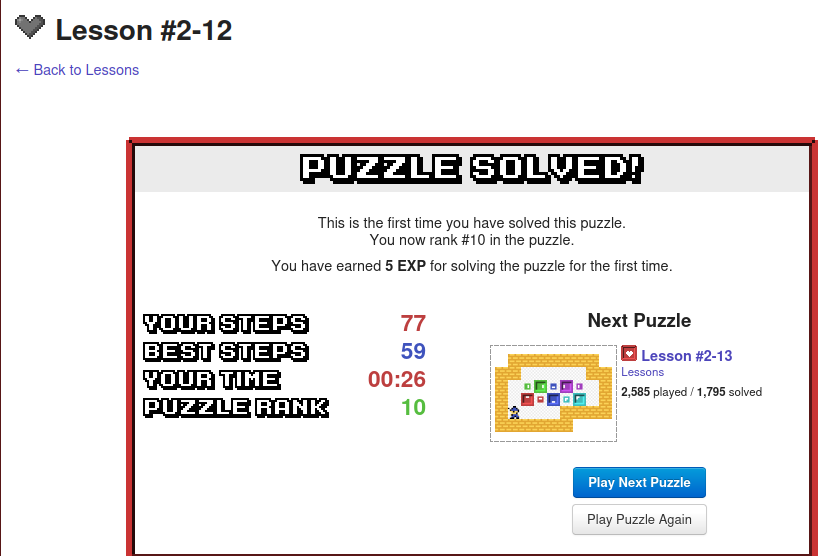 Lesson #2-12
← Back to Lessons
PUZZLE SOLVED!
This is the first time you have solved this puzzle.
You now rank #10 in the puzzle.
You have earned 5 EXP for solving the puzzle for the first time.
YOUR STEPS 77
BEST STEPS 59
YOUR TIME 00:26
PUZZLE RANK 10
Next Puzzle
Lesson #2-13
Lessons
2,585 played / 1,795 solved
Play Next Puzzle
Play Puzzle Again